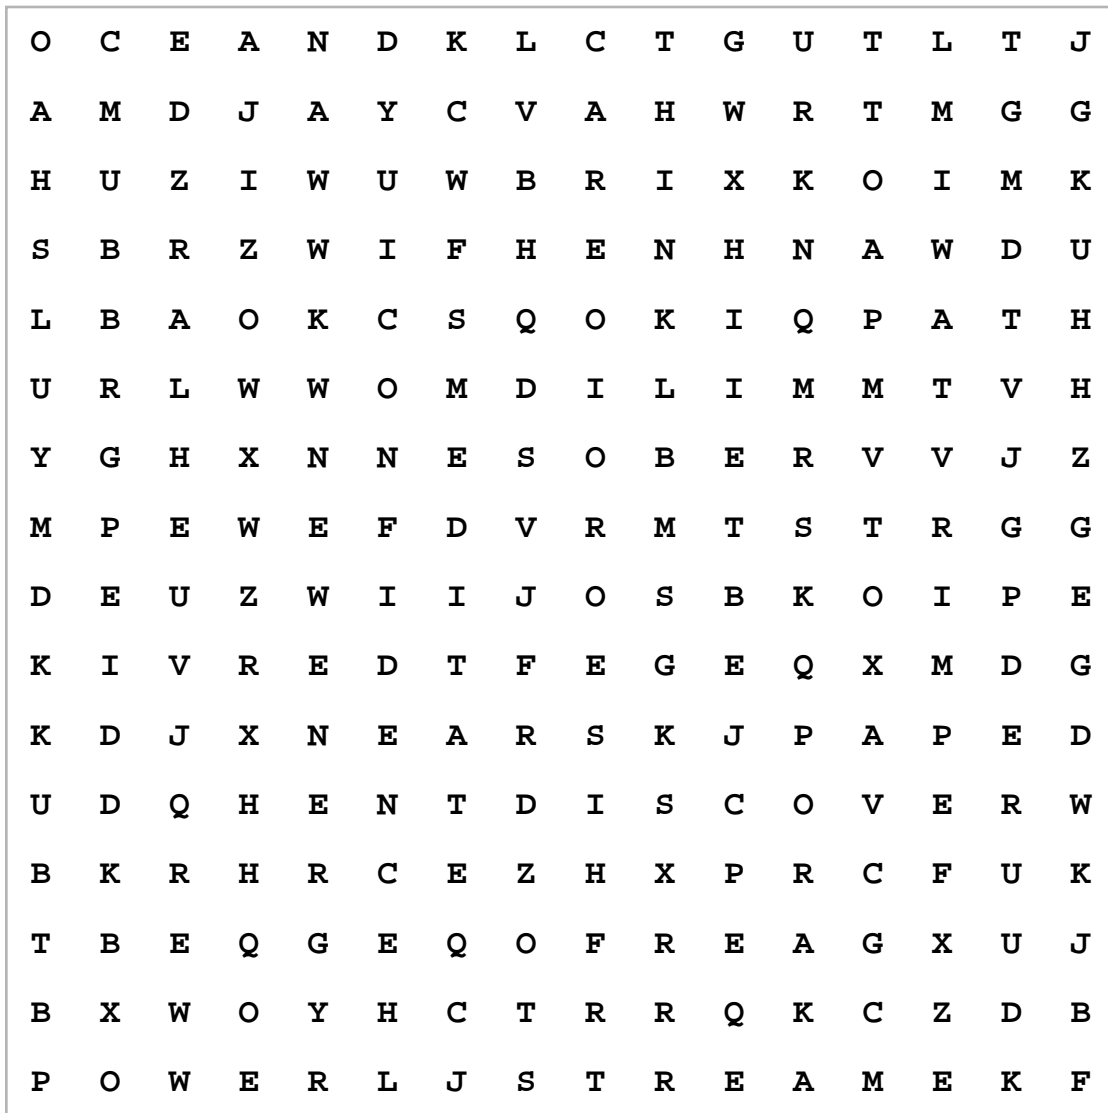 O C E A N D K L C T G U T L T J
A M D J A Y C V A H W R T M G G
H U Z I W U W B R I X K O I M K
S B R Z W I F H E N H N A W D U
L B A O K C S Q O K I Q P A T H
U R L W W O M D I L I M M T V H
Y G H X N N E S O B E R V V J Z
M P E W E F D V R M T S T R G G
D E U Z W I I J O S B K O I P E
K I V R E D T F E G E Q X M D G
K D J X N E A R S K J P A P E D
U D Q H E N T D I S C O V E R W
B K R H R C E Z H X P R C F U K
T B E Q G E Q O F R E A G X U J
B X W O Y H C T R R Q K C Z D B
P O W E R L J S T R E A M E K F